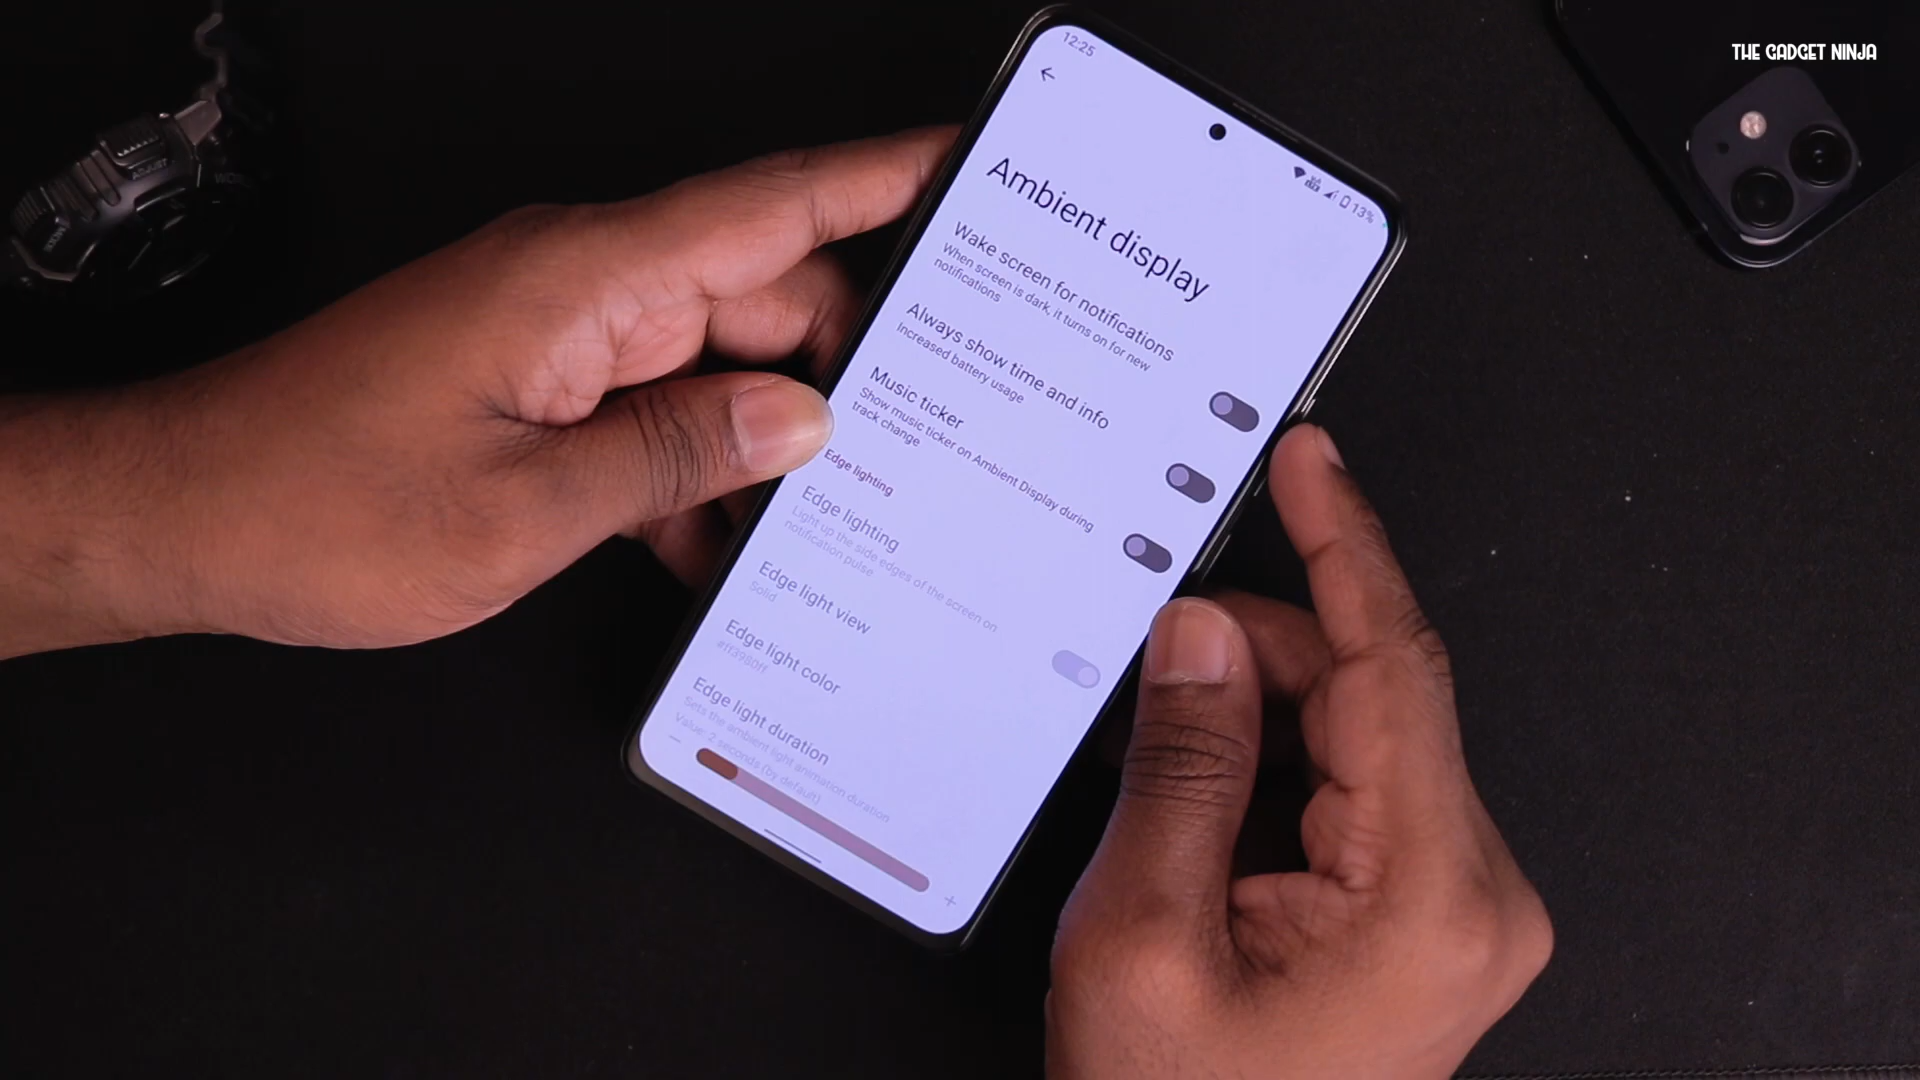 THE GADGET NINJA
12:25
13%
Ambient display
Wake screen for notifications
When screen is dark, it turns on for new
notifications
Always show time and info
Increased battery usage
Music ticker
Show music ticker on Ambient Display during
track change
Edge lighting
Edge lighting
Light up the side edges of the screen on
notification pulse
Edge light view
Solid
Edge light color
#ff3980ff
Edge light duration
Sets the ambient light animation duration
Value: 2 seconds (by default)
ADJUST
MODE